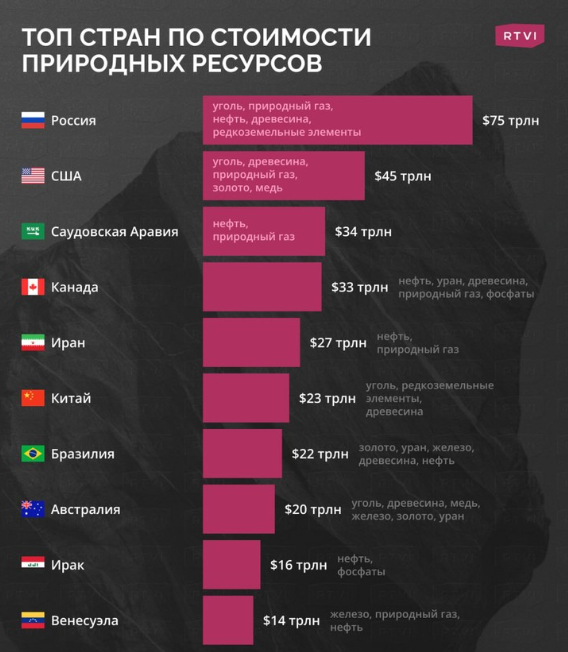 ТОП СТРАН ПО СТОИМОСТИ
ПРИРОДНЫХ РЕСУРСОВ
RTVI
Россия
уголь, природный газ,
нефть, древесина,
редкоземельные элементы
$75 трлн
США
уголь, древесина,
природный газ,
золото, медь
$45 трлн
Саудовская Аравия
нефть,
природный газ
$34 трлн
Канада
$33 трлн
нефть, уран, древесина,
природный газ, фосфаты
Иран
$27 трлн
нефть,
природный газ
Китай
$23 трлн
уголь, редкоземельные
элементы,
древесина
Бразилия
$22 трлн
золото, уран, железо,
древесина, нефть
Австралия
$20 трлн
уголь, древесина, медь,
железо, золото, уран
Ирак
$16 трлн
нефть,
фосфаты
Венесуэла
$14 трлн
железо, природный газ,
нефть